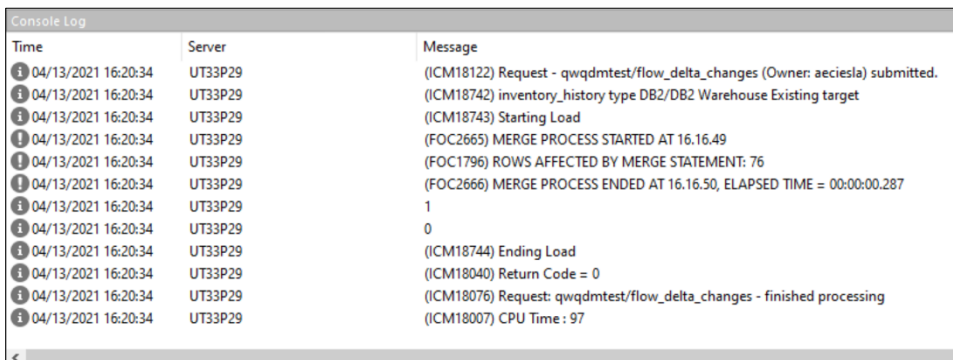 Console Log
Time Server Message
04/13/2021 16:20:34 UT33P29 (ICM18122) Request - qwqdmtest/flow_delta_changes (Owner: aeciesla) submitted.
04/13/2021 16:20:34 UT33P29 (ICM18742) inventory_history type DB2/DB2 Warehouse Existing target
04/13/2021 16:20:34 UT33P29 (ICM18743) Starting Load
04/13/2021 16:20:34 UT33P29 (FOC2665) MERGE PROCESS STARTED AT 16.16.49
04/13/2021 16:20:34 UT33P29 (FOC1796) ROWS AFFECTED BY MERGE STATEMENT: 76
04/13/2021 16:20:34 UT33P29 (FOC2666) MERGE PROCESS ENDED AT 16.16.50, ELAPSED TIME = 00:00:00.287
04/13/2021 16:20:34 UT33P29 1
04/13/2021 16:20:34 UT33P29 0
04/13/2021 16:20:34 UT33P29 (ICM18744) Ending Load
04/13/2021 16:20:34 UT33P29 (ICM18040) Return Code = 0
04/13/2021 16:20:34 UT33P29 (ICM18076) Request: qwqdmtest/flow_delta_changes - finished processing
04/13/2021 16:20:34 UT33P29 (ICM18007) CPU Time : 97